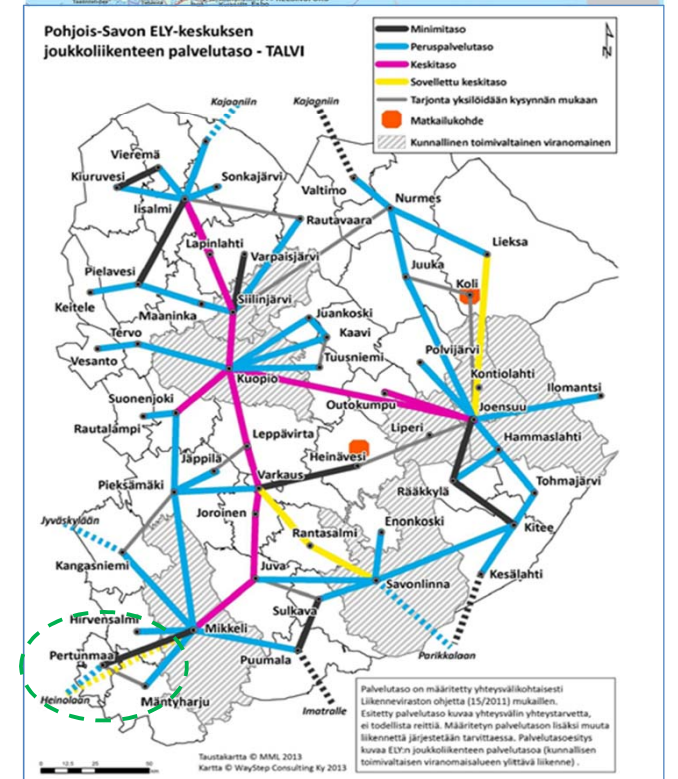 Pohjois-Savon ELY-keskuksen
joukkoliikenteen palvelutaso - TALVI
Minimitaso
Peruspalvelutaso
Keskitaso
Sovellettu keskitaso
Tarjonta yksilöidään kysynnän mukaan
Matkailukohde
Kunnallinen toimivaltainen viranomainen
N
Kajaaniin
Kajaaniin
Vieremä
Kiuruvesi
Sonkajärvi
Valtimo
Nurmes
Iisalmi
Rautavaara
Lapinlahti
Lieksa
Varpaisjärvi
Pielavesi
Juuka
Koli
Siilinjärvi
Keitele
Maaninka
Juankoski
Tervo
Kaavi
Vesanto
Tuusniemi
Polvijärvi
Kuopio
Kontiolahti
Ilomantsi
Suonenjoki
Outokumpu
Joensuu
Rautalampi
Liperi
Leppävirta
Hammaslahti
Jäppilä
Heinävesi
Varkaus
Pieksämäki
Rääkkylä
Tohmajärvi
Joroinen
Enonkoski
Jyväskylään
Rantasalmi
Kitee
Kangasniemi
Juva
Savonlinna
Kesälahti
Sulkava
Hirvensalmi
Mikkeli
Pertunmaa
Puumala
Parikkalaan
Heinolaan
Mäntyharju
Imatralle
Palvelutaso on määritetty yhteysvälikohtaisesti
Liikenneviraston ohjetta (15/2011) mukaillen.
Esitetty palvelutaso kuvaa yhteysvälin yhteystarvetta,
ei todellista reittiä. Määritetyn palvelutason lisäksi muuta
liikennettä järjestetään tarvittaessa. Palvelutasoesitys
kuvaa ELY:n joukkoliikenteen palvelutasoa (kunnallisen
toimivaltaisen viranomaisalueen ylittävä liikenne) .
Taustakartta © MML 2013
Kartta © WayStep Consulting Ky 2013
0 12,5 25 50